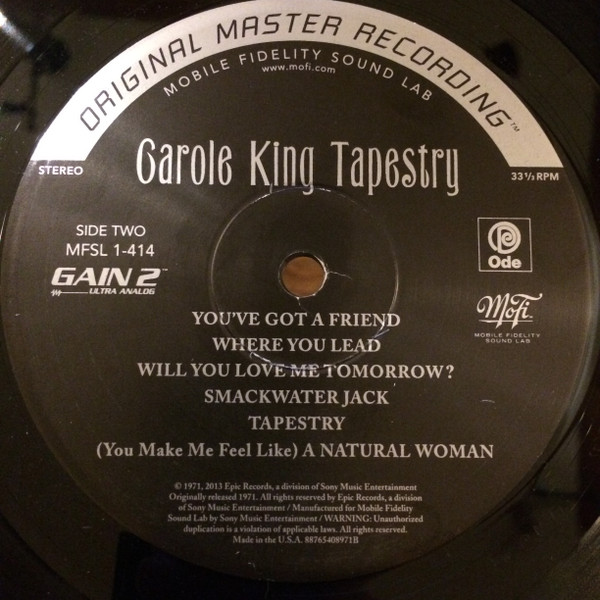 ORIGINAL MASTER RECORDING™
MOBILE FIDELITY SOUND LAB
www.mofi.com
Carole King Tapestry
STEREO
33 1/3 RPM
SIDE TWO
MFSL 1-414
GAIN 2™
ULTRA ANALOG
Ode
MoFi
MOBILE FIDELITY
SOUND LAB
YOU'VE GOT A FRIEND
WHERE YOU LEAD
WILL YOU LOVE ME TOMORROW?
SMACKWATER JACK
TAPESTRY
(You Make Me Feel Like) A NATURAL WOMAN
© 1971, 2013 Epic Records, a division of Sony Music Entertainment
Originally released 1971. All rights reserved by Epic Records, a division
of Sony Music Entertainment / Manufactured for Mobile Fidelity
Sound Lab by Sony Music Entertainment / WARNING: Unauthorized
duplication is a violation of applicable laws. All rights reserved.
Made in the U.S.A. 88765408971B